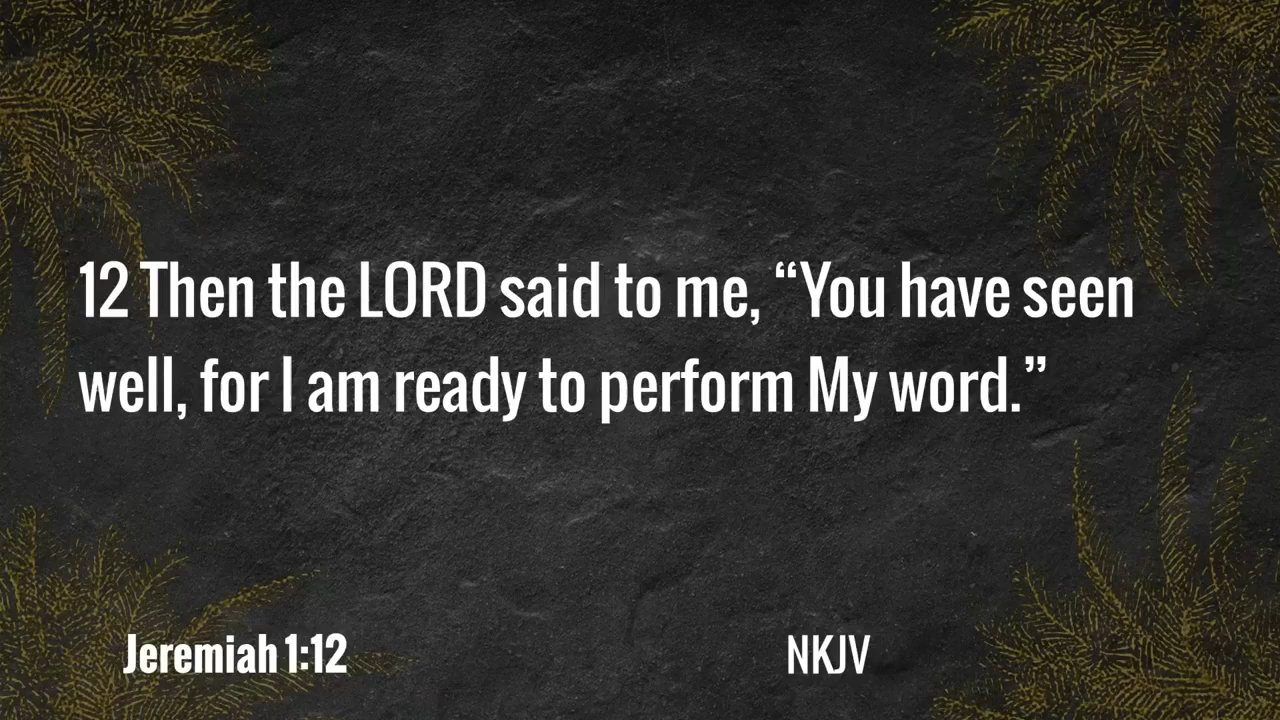 12 Then the LORD said to me, “You have seen
well, for I am ready to perform My word.”
Jeremiah 1:12
NKJV